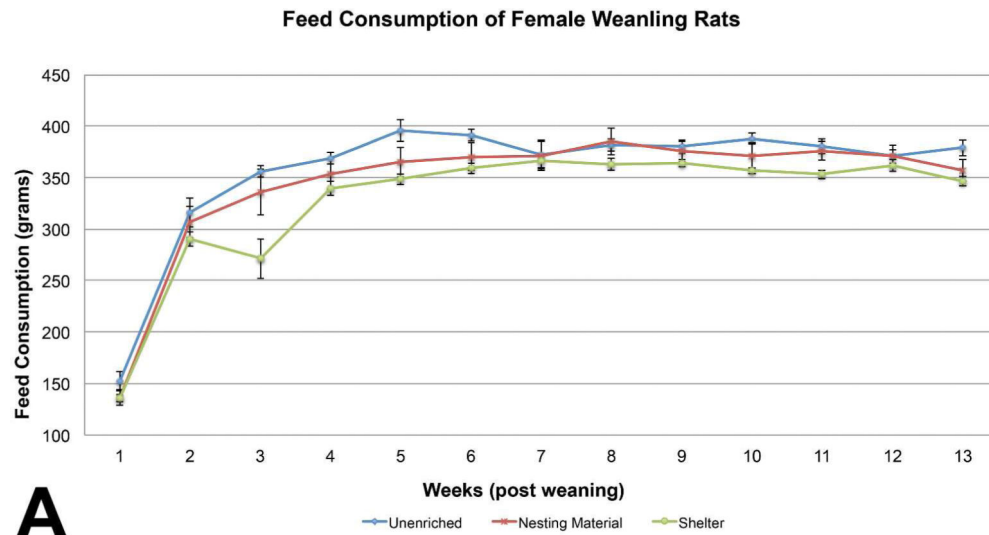 Feed Consumption of Female Weanling Rats
Feed Consumption (grams)
450
400
350
300
250
200
150
100
1 2 3 4 5 6 7 8 9 10 11 12 13
Weeks (post weaning)
A
Unenriched Nesting Material Shelter